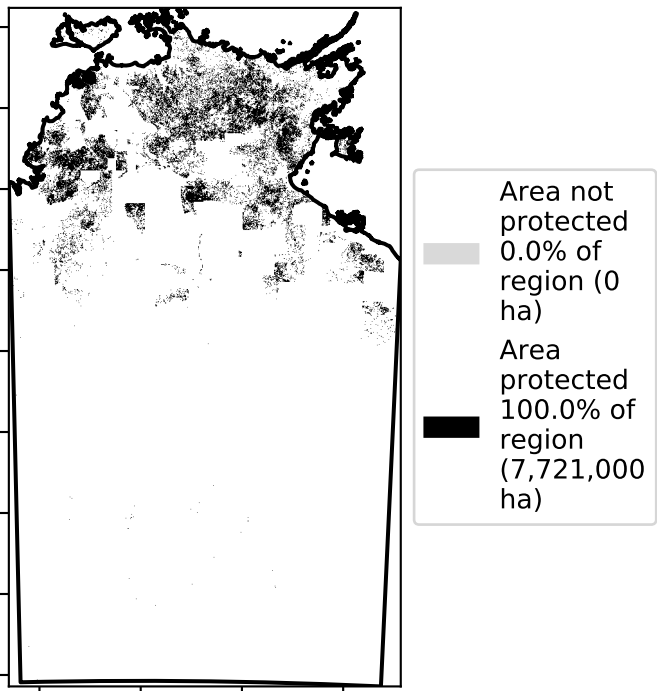 Area not
protected
0.0% of
region (0
ha)
Area
protected
100.0% of
region
(7,721,000
ha)